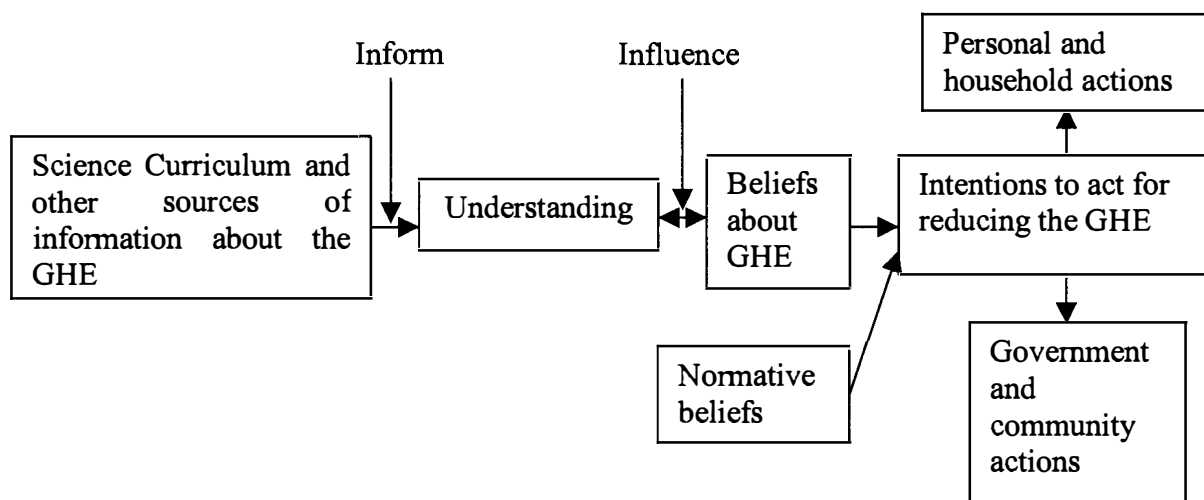 Inform
Influence
Personal and
household actions
Science Curriculum and
other sources of
information about the
GHE
Understanding
Beliefs
about
GHE
Intentions to act for
reducing the GHE
Normative
beliefs
Government
and
community
actions